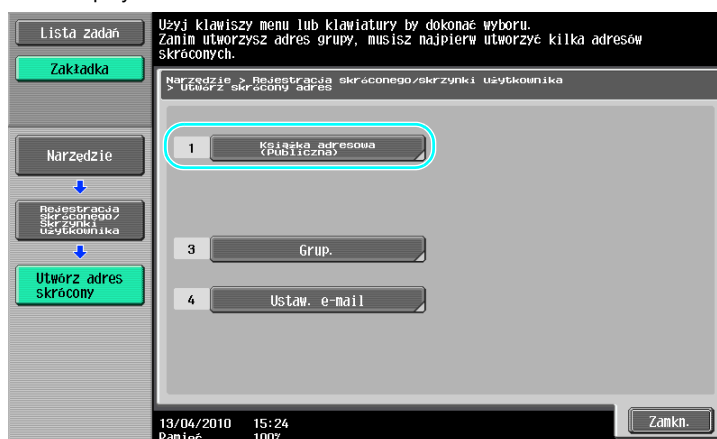 Lista zadań
Zakładka
Użyj klawiszy menu lub klawiatury by dokonać wyboru.
Zanim utworzysz adres grupy, musisz najpierw utworzyć kilka adresów
skróconych.
Narzędzie > Rejestracja skróconego/skrzynki użytkownika
> Utwórz skrócony adres
1 Książka adresowa
(Publiczna)
Narzędzie
Rejestracja
skróconego/
Skrzynki
użytkownika
3 Grup.
Utwórz adres
skrócony
4 Ustaw. e-mail
13/04/2010 15:24
Pamięć 100%
Zamkn.